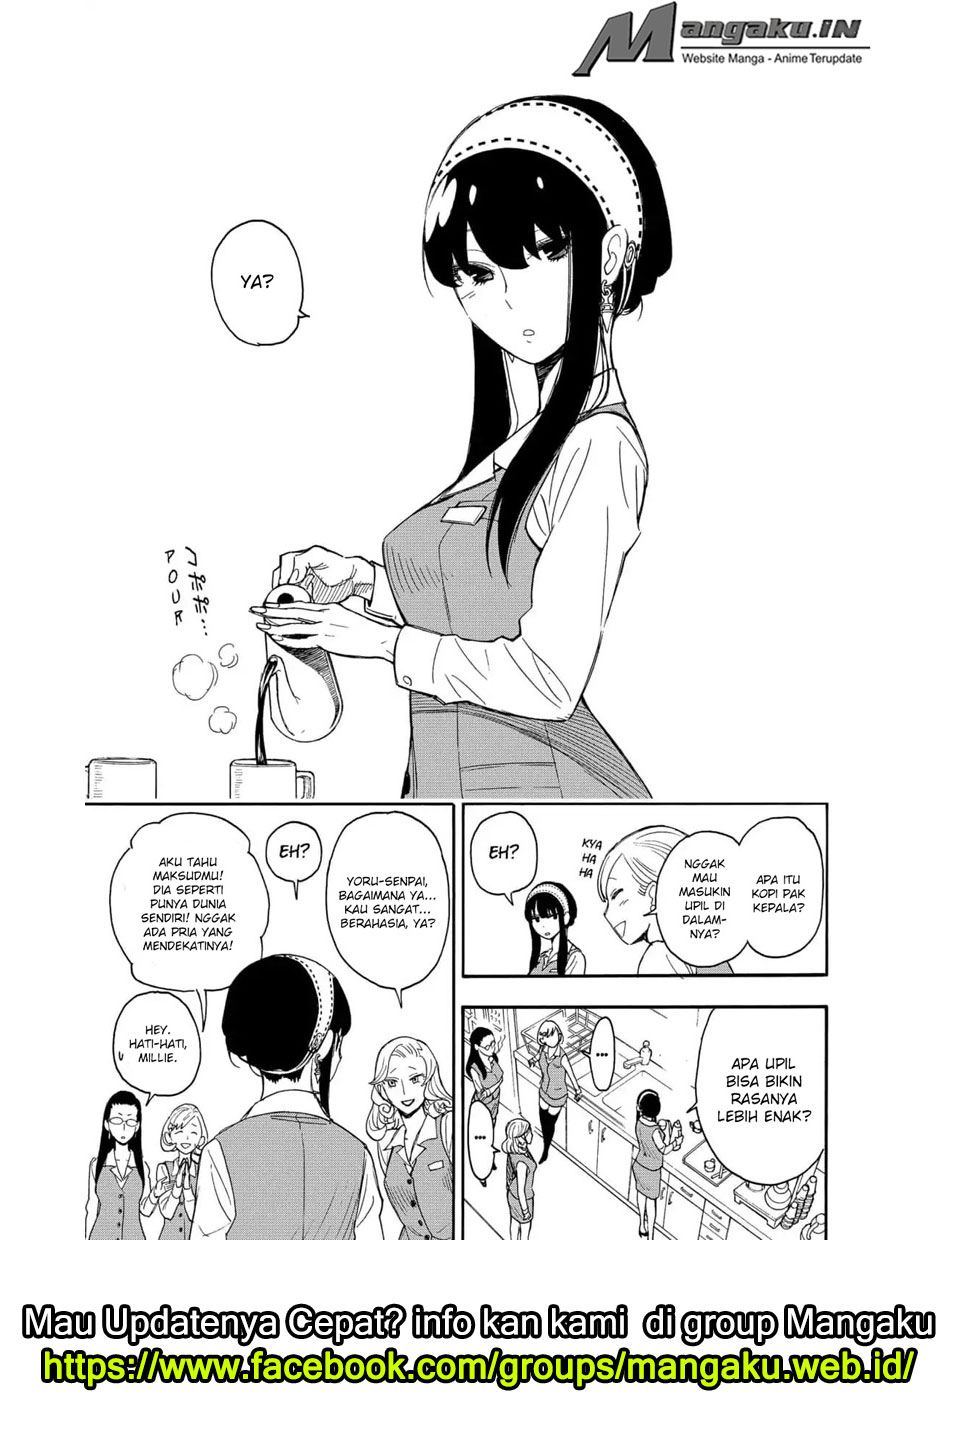 Mangaku.iN
Website Manga - Anime Terupdate
YA?
POUR
APA ITU
KOPI PAK
KEPALA?
NGGAK
MAU
MASUKIN
UPIL DI
DALAM-
NYA?
KYA
HA
HA
EH?
APA UPIL
BISA BIKIN
RASANYA
LEBIH ENAK?
...
...
YORU-SENPAI,
BAGAIMANA YA...
KAU SANGAT...
BERAHASIA, YA?
EH?
AKU TAHU
MAKSUDMU!
DIA SEPERTI
PUNYA DUNIA
SENDIRI! NGGAK
ADA PRIA YANG
MENDEKATINYA!
HEY.
HATI-HATI,
MILLIE.
Mau Updatenya Cepat? info kan kami di group Mangaku
https://www.facebook.com/groups/mangaku.web.id/